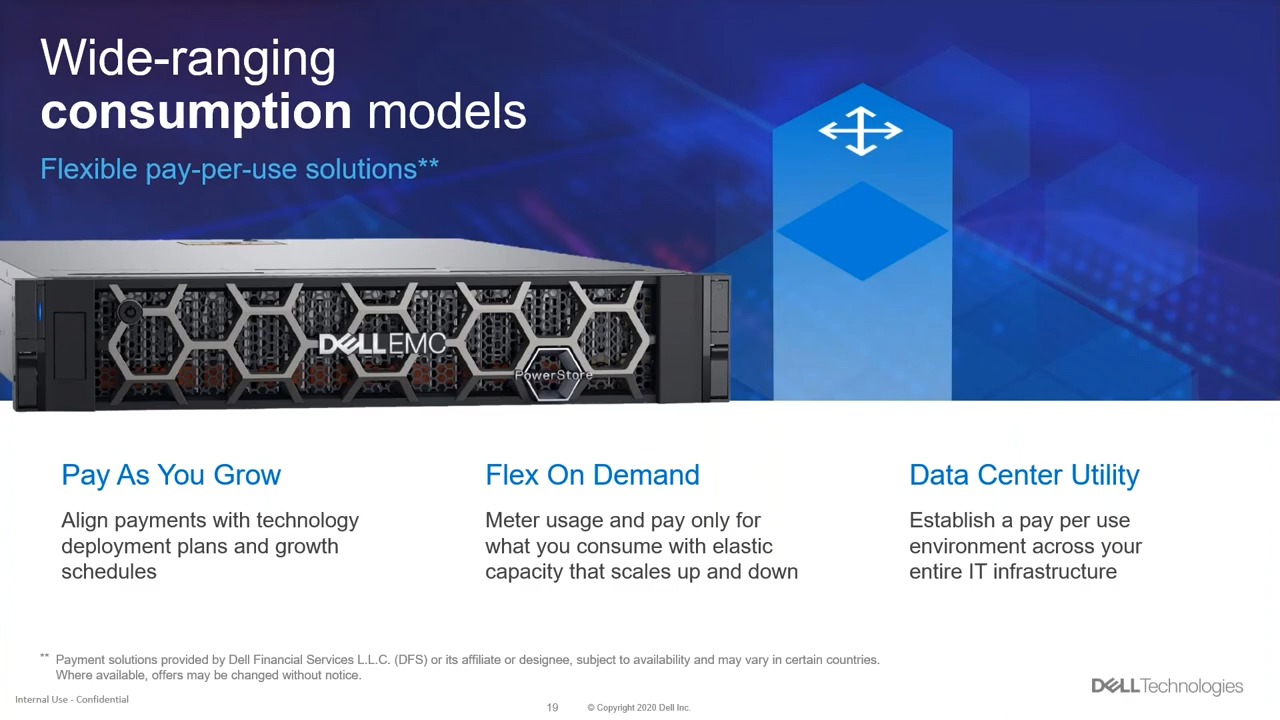 Wide-ranging
consumption models
Flexible pay-per-use solutions**
DELLEMC
PowerStore
Pay As You Grow
Align payments with technology
deployment plans and growth
schedules
Flex On Demand
Meter usage and pay only for
what you consume with elastic
capacity that scales up and down
Data Center Utility
Establish a pay per use
environment across your
entire IT infrastructure
** Payment solutions provided by Dell Financial Services L.L.C. (DFS) or its affiliate or designee, subject to availability and may vary in certain countries.
Where available, offers may be changed without notice.
DELLTechnologies
Internal Use - Confidential
19
© Copyright 2020 Dell Inc.